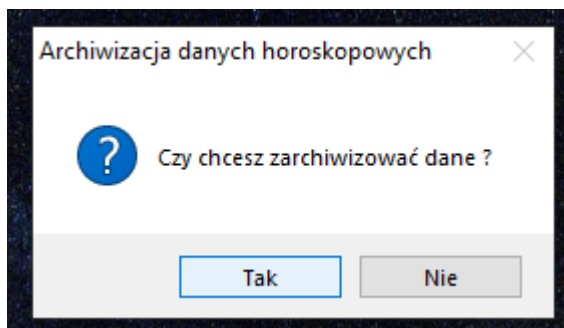 Archiwizacja danych horoskopowych
?
Czy chcesz zarchiwizować dane ?
Tak
Nie